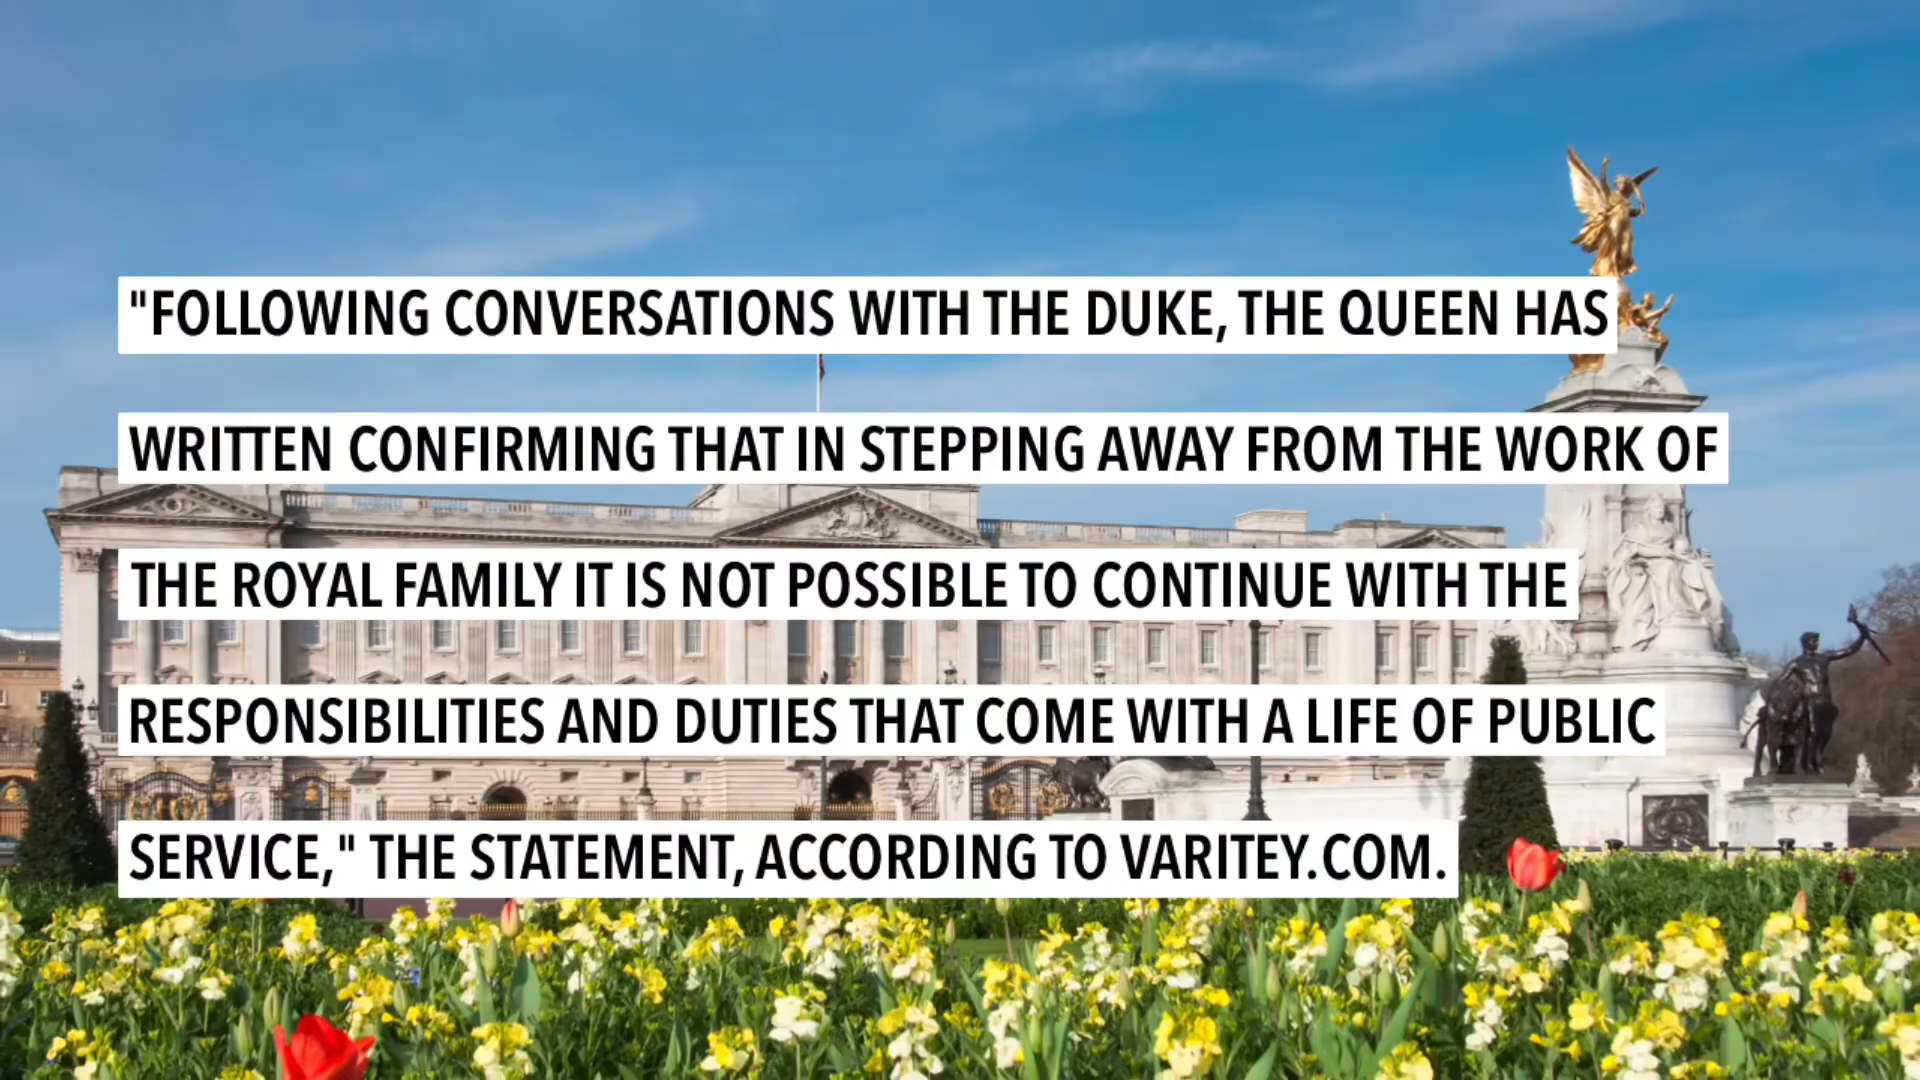 "FOLLOWING CONVERSATIONS WITH THE DUKE, THE QUEEN HAS
WRITTEN CONFIRMING THAT IN STEPPING AWAY FROM THE WORK OF
THE ROYAL FAMILY IT IS NOT POSSIBLE TO CONTINUE WITH THE
RESPONSIBILITIES AND DUTIES THAT COME WITH A LIFE OF PUBLIC
SERVICE," THE STATEMENT, ACCORDING TO VARITEY.COM.